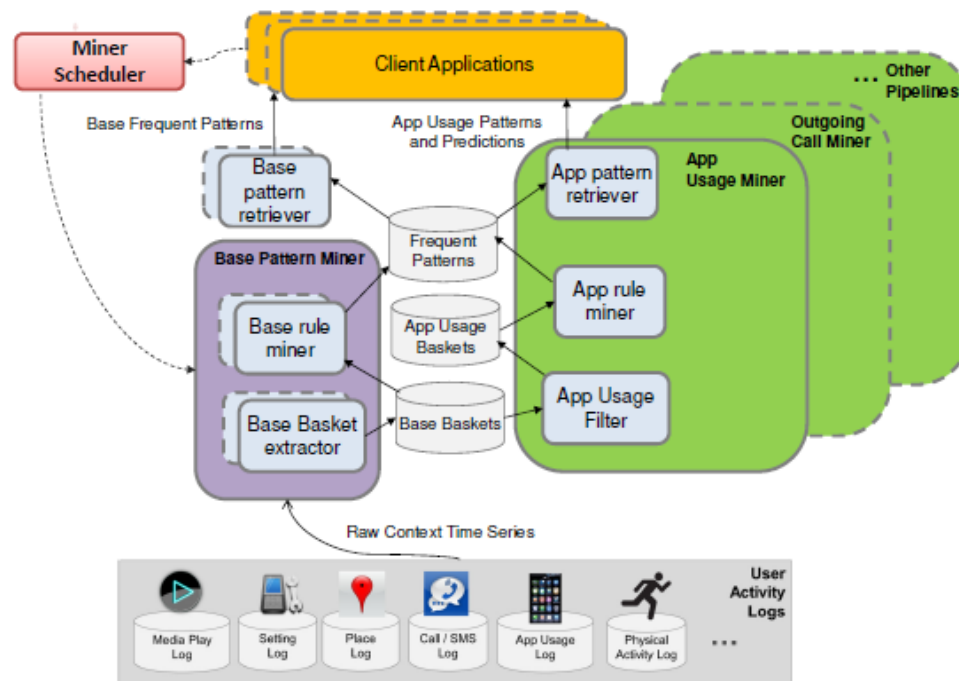 Miner
Scheduler
Client Applications
... Other
Pipelines
Base Frequent Patterns
App Usage Patterns
and Predictions
Outgoing
Call Miner
App
Usage Miner
Base
pattern
retriever
App pattern
retriever
Frequent
Patterns
Base Pattern Miner
Base rule
miner
App Usage
Baskets
App rule
miner
Base Basket
extractor
Base Baskets
App Usage
Filter
Raw Context Time Series
User
Activity
Logs
Media Play
Log
Setting
Log
Place
Log
Call / SMS
Log
App Usage
Log
Physical
Activity Log
...